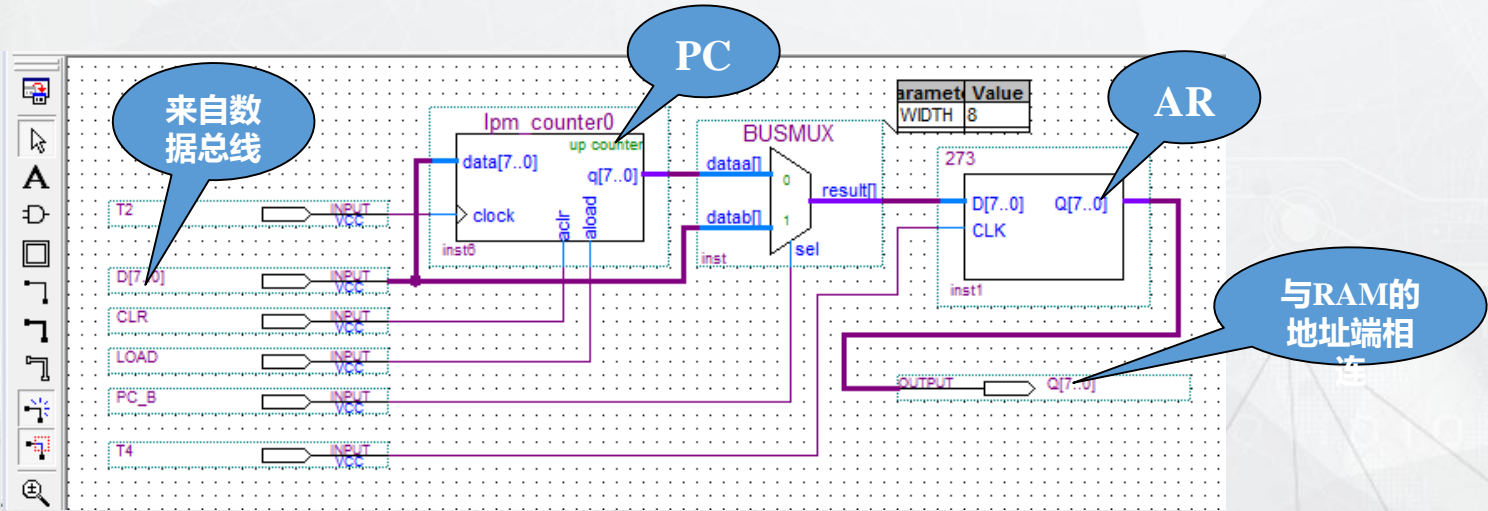 PC
AR
来自数
据总线
与RAM的
地址端相
连
Value
WIDTH 8
lpm_counter0
up counter
data[7..0]
q[7..0]
clock
aclr
aload
inst6
BUSMUX
dataa[]
0
result[]
datab[]
1
sel
inst
273
D[7..0] Q[7..0]
CLK
inst1
T2 INPUT
VCC
INPUT
VCC
CLR INPUT
VCC
LOAD INPUT
VCC
PC_B INPUT
VCC
T4 INPUT
VCC
OUTPUT Q[7..0]
A